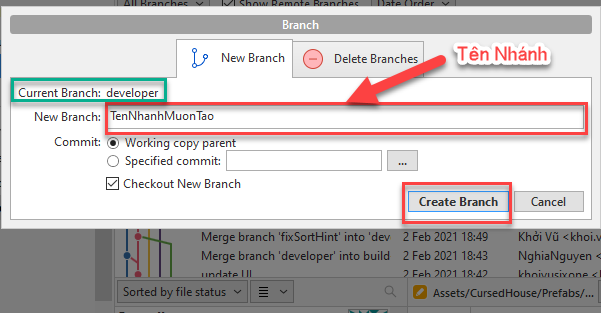 All Branches
Show Remote Branches
Date Order
Branch
New Branch
Delete Branches
Tên Nhánh
Current Branch: developer
New Branch: TenNhanhMuonTao
Commit: Working copy parent
Specified commit:
...
Checkout New Branch
Create Branch
Cancel
Merge branch 'fixSortHint' into 'dev 2 Feb 2021 18:49 Khởi Vũ <khoi.v
Merge branch 'developer' into build 2 Feb 2021 18:43 NghiaNguyen <n
update UI 2 Feb 2021 18:42 khoivusixone <k
Sorted by file status
Assets/CursedHouse/Prefabs/